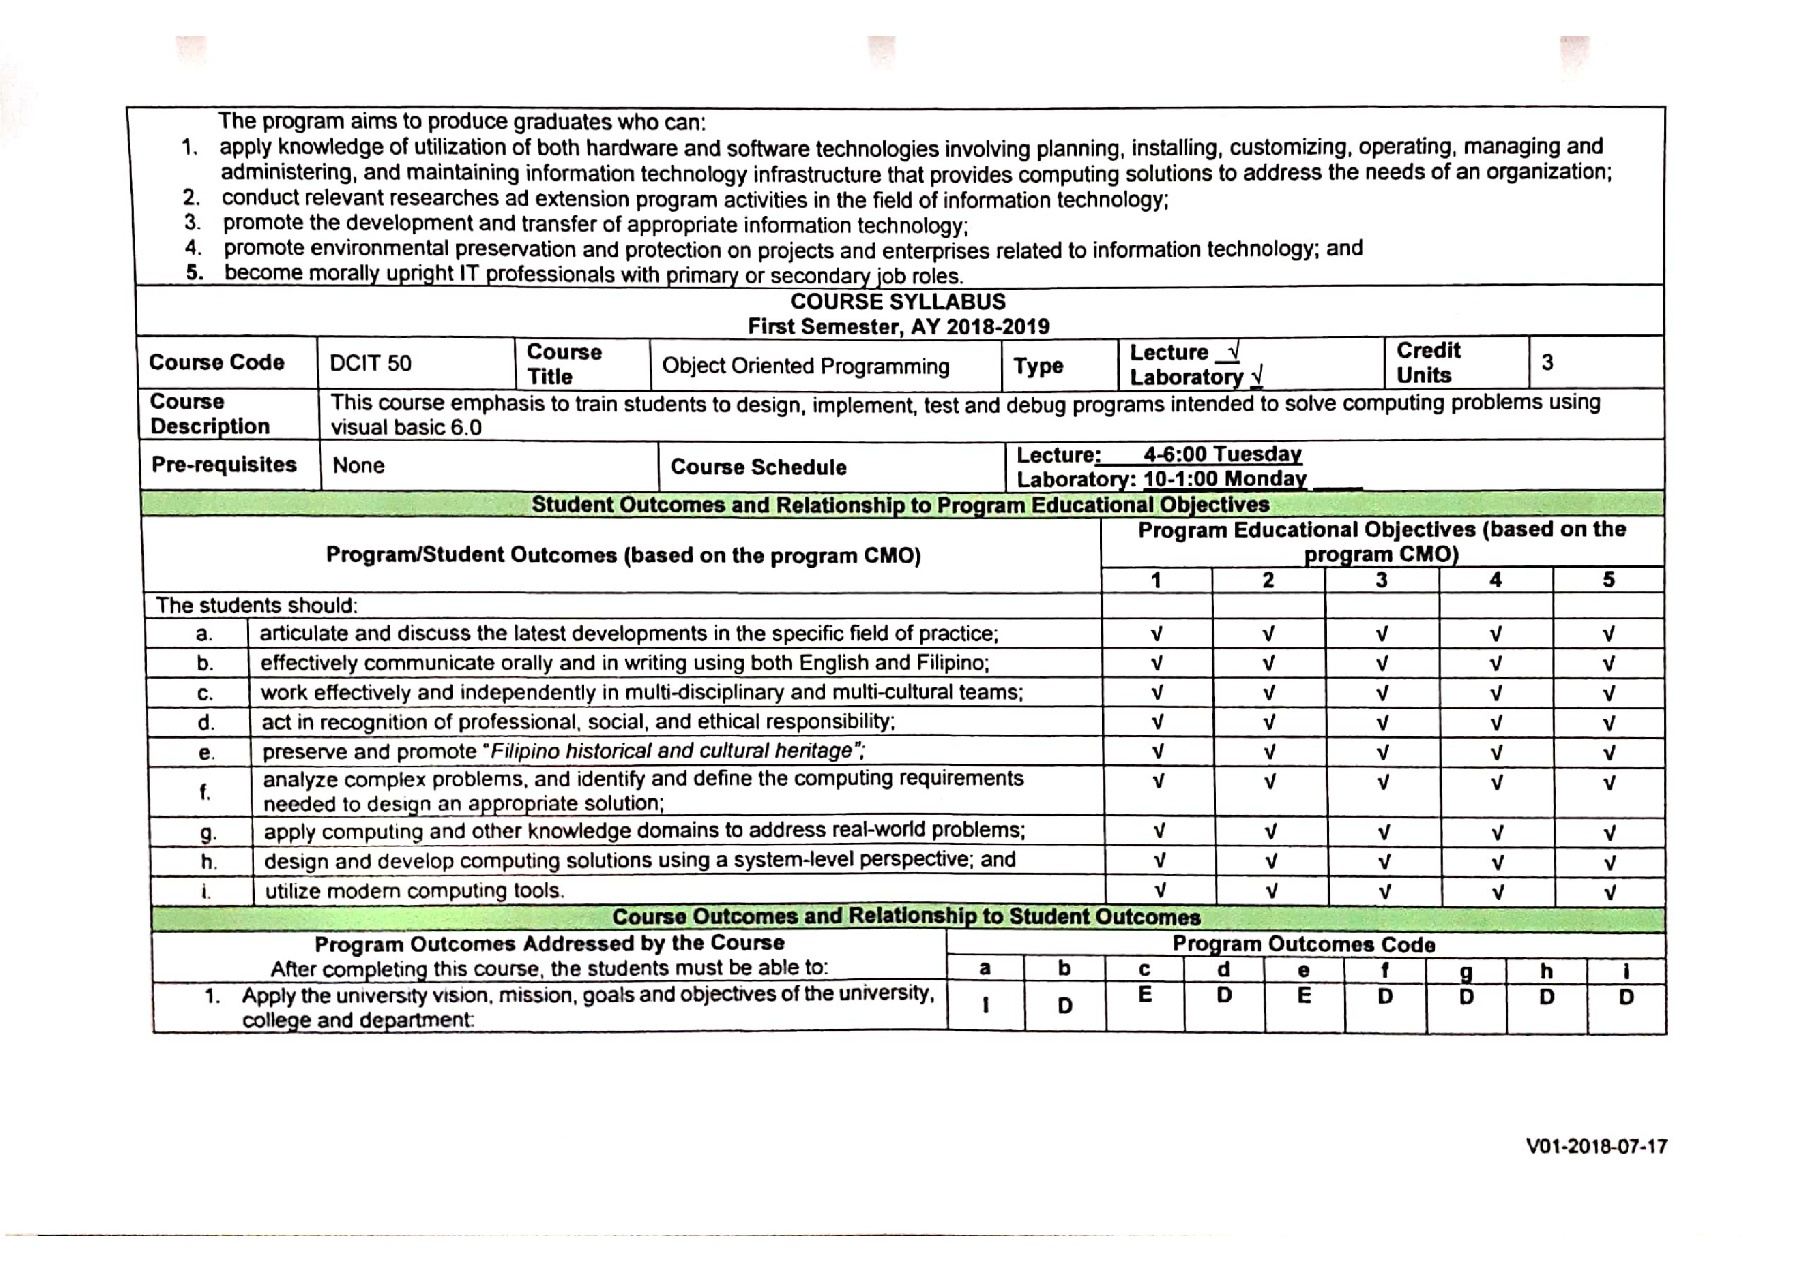 The program aims to produce graduates who can:
1. apply knowledge of utilization of both hardware and software technologies involving planning, installing, customizing, operating, managing and
administering, and maintaining information technology infrastructure that provides computing solutions to address the needs of an organization;
2. conduct relevant researches ad extension program activities in the field of information technology;
3. promote the development and transfer of appropriate information technology;
4. promote environmental preservation and protection on projects and enterprises related to information technology; and
5. become morally upright IT professionals with primary or secondary job roles.
COURSE SYLLABUS
First Semester, AY 2018-2019
Course Code DCIT 50 Course Title Object Oriented Programming Type Lecture √ Laboratory √ Credit Units 3
Course Description This course emphasis to train students to design, implement, test and debug programs intended to solve computing problems using
visual basic 6.0
Pre-requisites None Course Schedule Lecture: 4-6:00 Tuesday
Laboratory: 10-1:00 Monday
Student Outcomes and Relationship to Program Educational Objectives
Program/Student Outcomes (based on the program CMO) Program Educational Objectives (based on the
program CMO)
1 2 3 4 5
The students should:
a. articulate and discuss the latest developments in the specific field of practice; √ √ √ √ √
b. effectively communicate orally and in writing using both English and Filipino; √ √ √ √ √
c. work effectively and independently in multi-disciplinary and multi-cultural teams; √ √ √ √ √
d. act in recognition of professional, social, and ethical responsibility; √ √ √ √ √
e. preserve and promote "Filipino historical and cultural heritage"; √ √ √ √ √
f. analyze complex problems, and identify and define the computing requirements √ √ √ √ √
needed to design an appropriate solution;
g. apply computing and other knowledge domains to address real-world problems; √ √ √ √ √
h. design and develop computing solutions using a system-level perspective; and √ √ √ √ √
i. utilize modern computing tools. √ √ √ √ √
Course Outcomes and Relationship to Student Outcomes
Program Outcomes Addressed by the Course Program Outcomes Code
After completing this course, the students must be able to: a b c d e f g h i
1. Apply the university vision, mission, goals and objectives of the university, I D E D E D D D D
college and department:
V01-2018-07-17